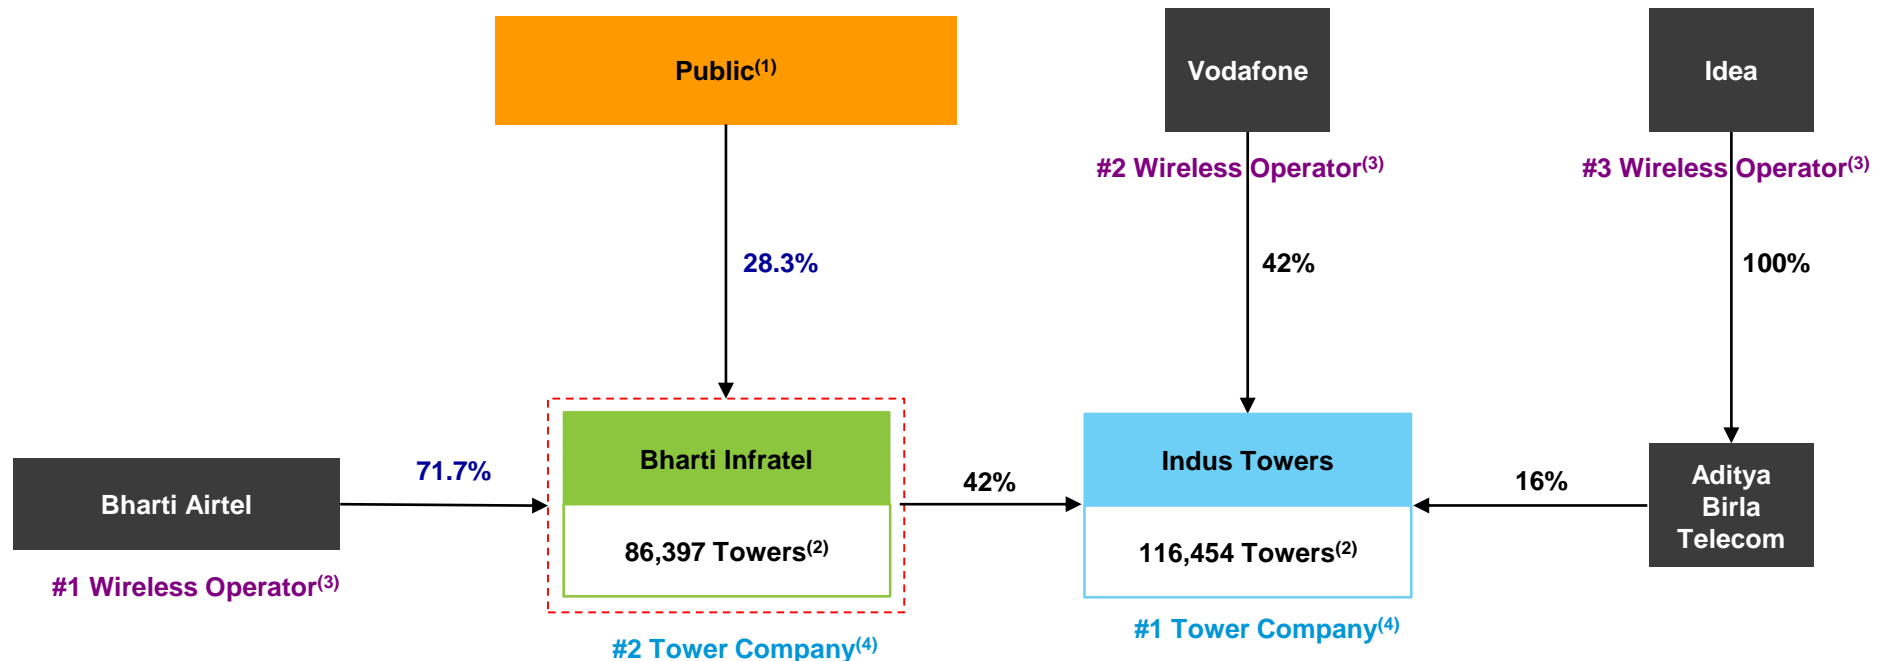 Public(1)
Vodafone
Idea
#2 Wireless Operator(3)
#3 Wireless Operator(3)
28.3%
42%
100%
Bharti Airtel
71.7%
Bharti Infratel
42%
Indus Towers
16%
Aditya
Birla
Telecom
86,397 Towers(2)
116,454 Towers(2)
#1 Wireless Operator(3)
#2 Tower Company(4)
#1 Tower Company(4)